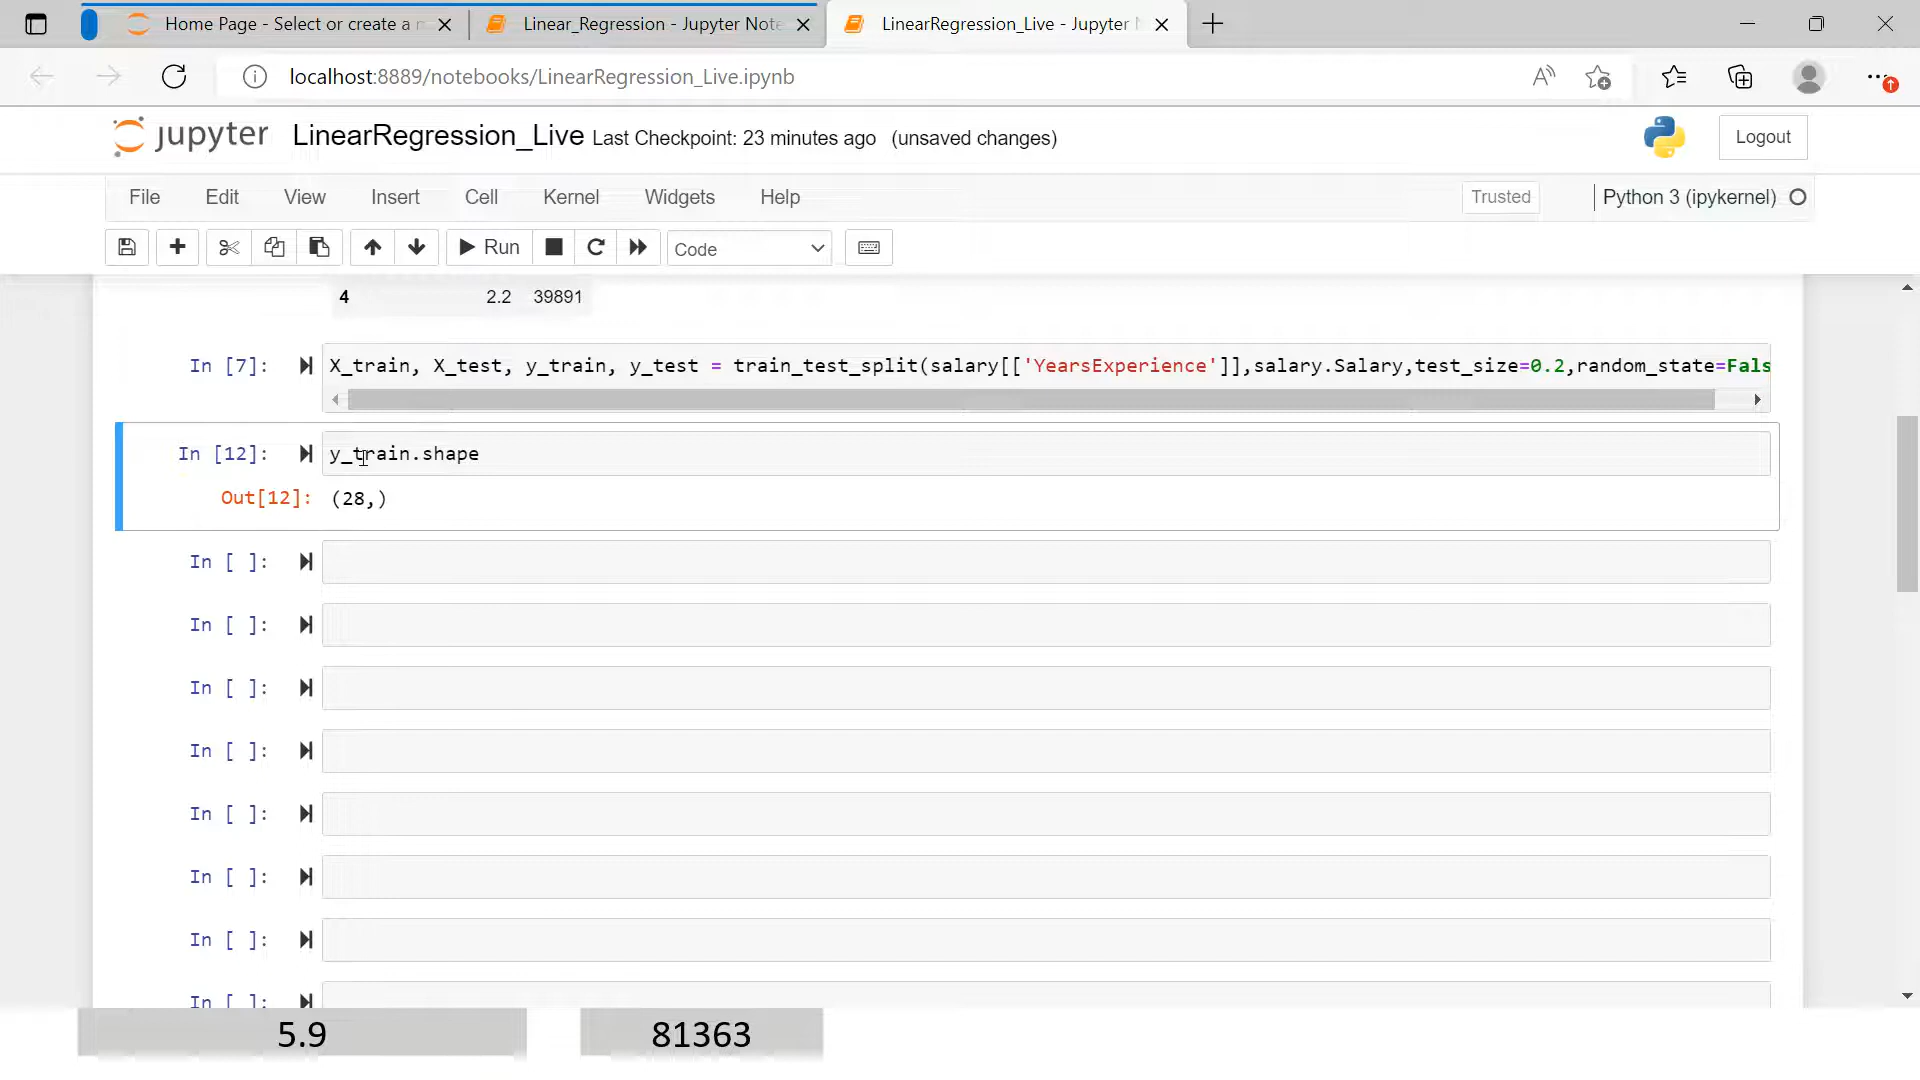 Home Page - Select or create a n
Linear_Regression - Jupyter Note
LinearRegression_Live - Jupyter N
localhost:8889/notebooks/LinearRegression_Live.ipynb
jupyter LinearRegression_Live Last Checkpoint: 23 minutes ago (unsaved changes)
Logout
File Edit View Insert Cell Kernel Widgets Help
Trusted
Python 3 (ipykernel)
Run
Code
4 2.2 39891
In [7]: X_train, X_test, y_train, y_test = train_test_split(salary[['YearsExperience']],salary.Salary,test_size=0.2,random_state=Fals
In [12]: y_train.shape
Out[12]: (28,)
In [ ]:
In [ ]:
In [ ]:
In [ ]:
In [ ]:
In [ ]:
In [ ]:
In [ ]:
5.9 81363